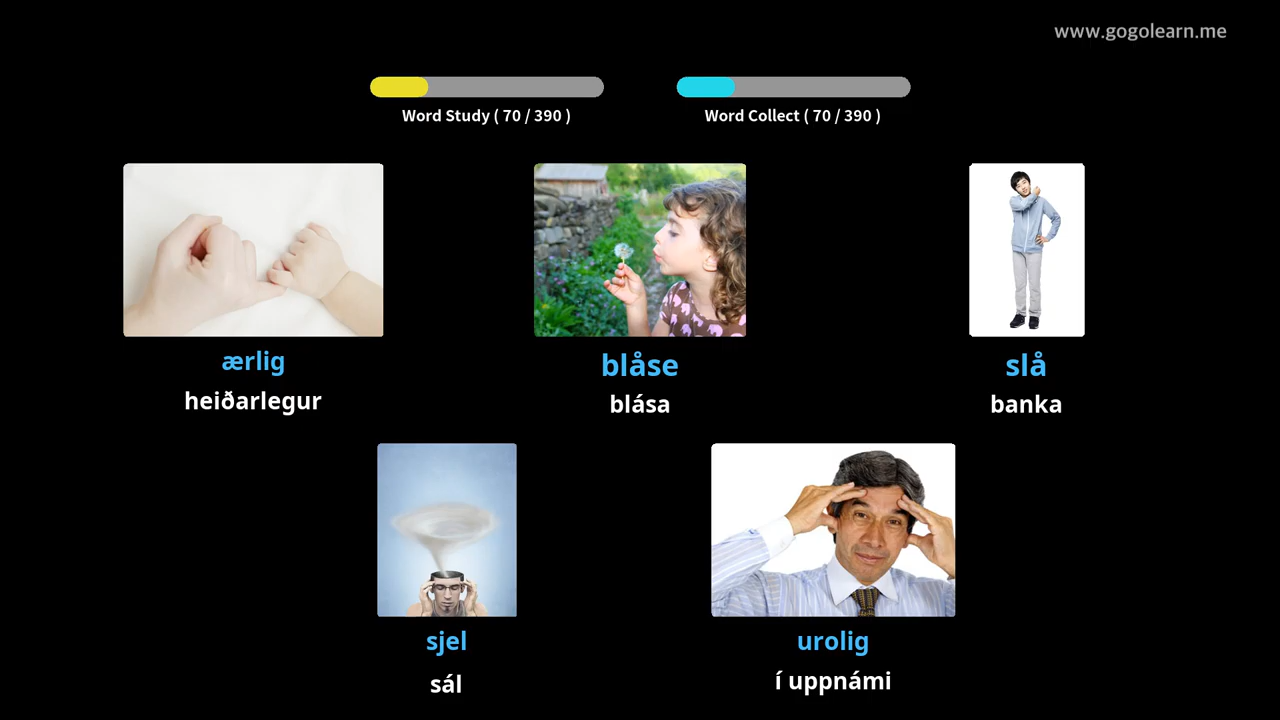 www.gogolearn.me
Word Study ( 70 / 390 )
Word Collect ( 70 / 390 )
ærlig
heiðarlegur
blåse
blása
slå
banka
sjel
sál
urolig
í uppnámi